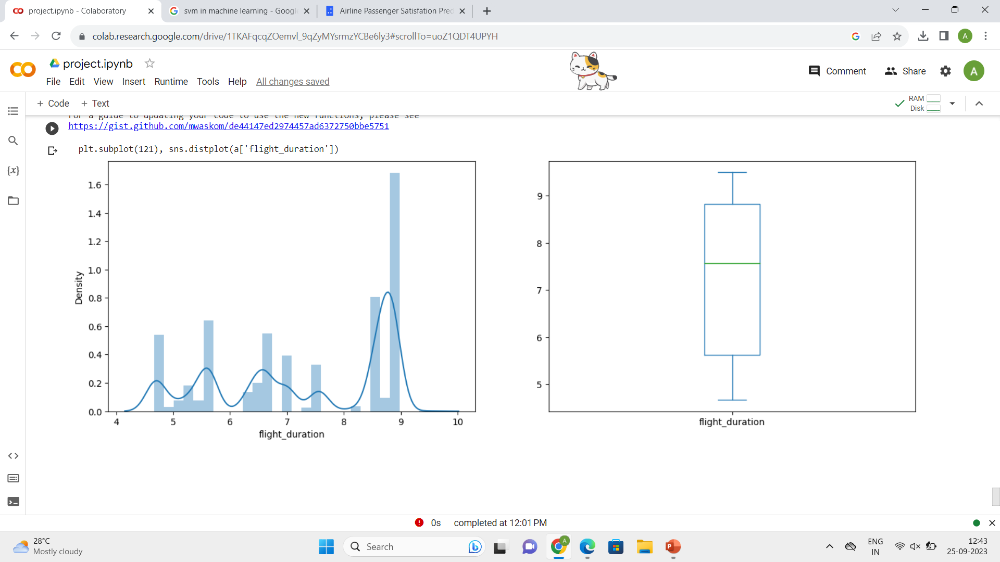 project.ipynb - Colaboratory
svm in machine learning - Googl
Airline Passenger Satisfation Pred
colab.research.google.com/drive/1TKAFqcqZOemvl_9qZyMYsrmzYCBe6ly3#scrollTo=uoZ1QDT4UPYH
A
project.ipynb
File Edit View Insert Runtime Tools Help All changes saved
Comment
Share
A
+ Code + Text
RAM
Disk
For a guide to updating your code to use the new functions, please see
https://gist.github.com/mwaskom/de44147ed2974457ad6372750bbe5751
plt.subplot(121), sns.distplot(a['flight_duration'])
{x}
1.6
1.4
1.2
1.0
0.8
0.6
0.4
0.2
0.0
Density
4 5 6 7 8 9 10
flight_duration
9
8
7
6
5
flight_duration
0s completed at 12:01 PM
28°C
Mostly cloudy
Search
A
ENG
IN
12:43
25-09-2023